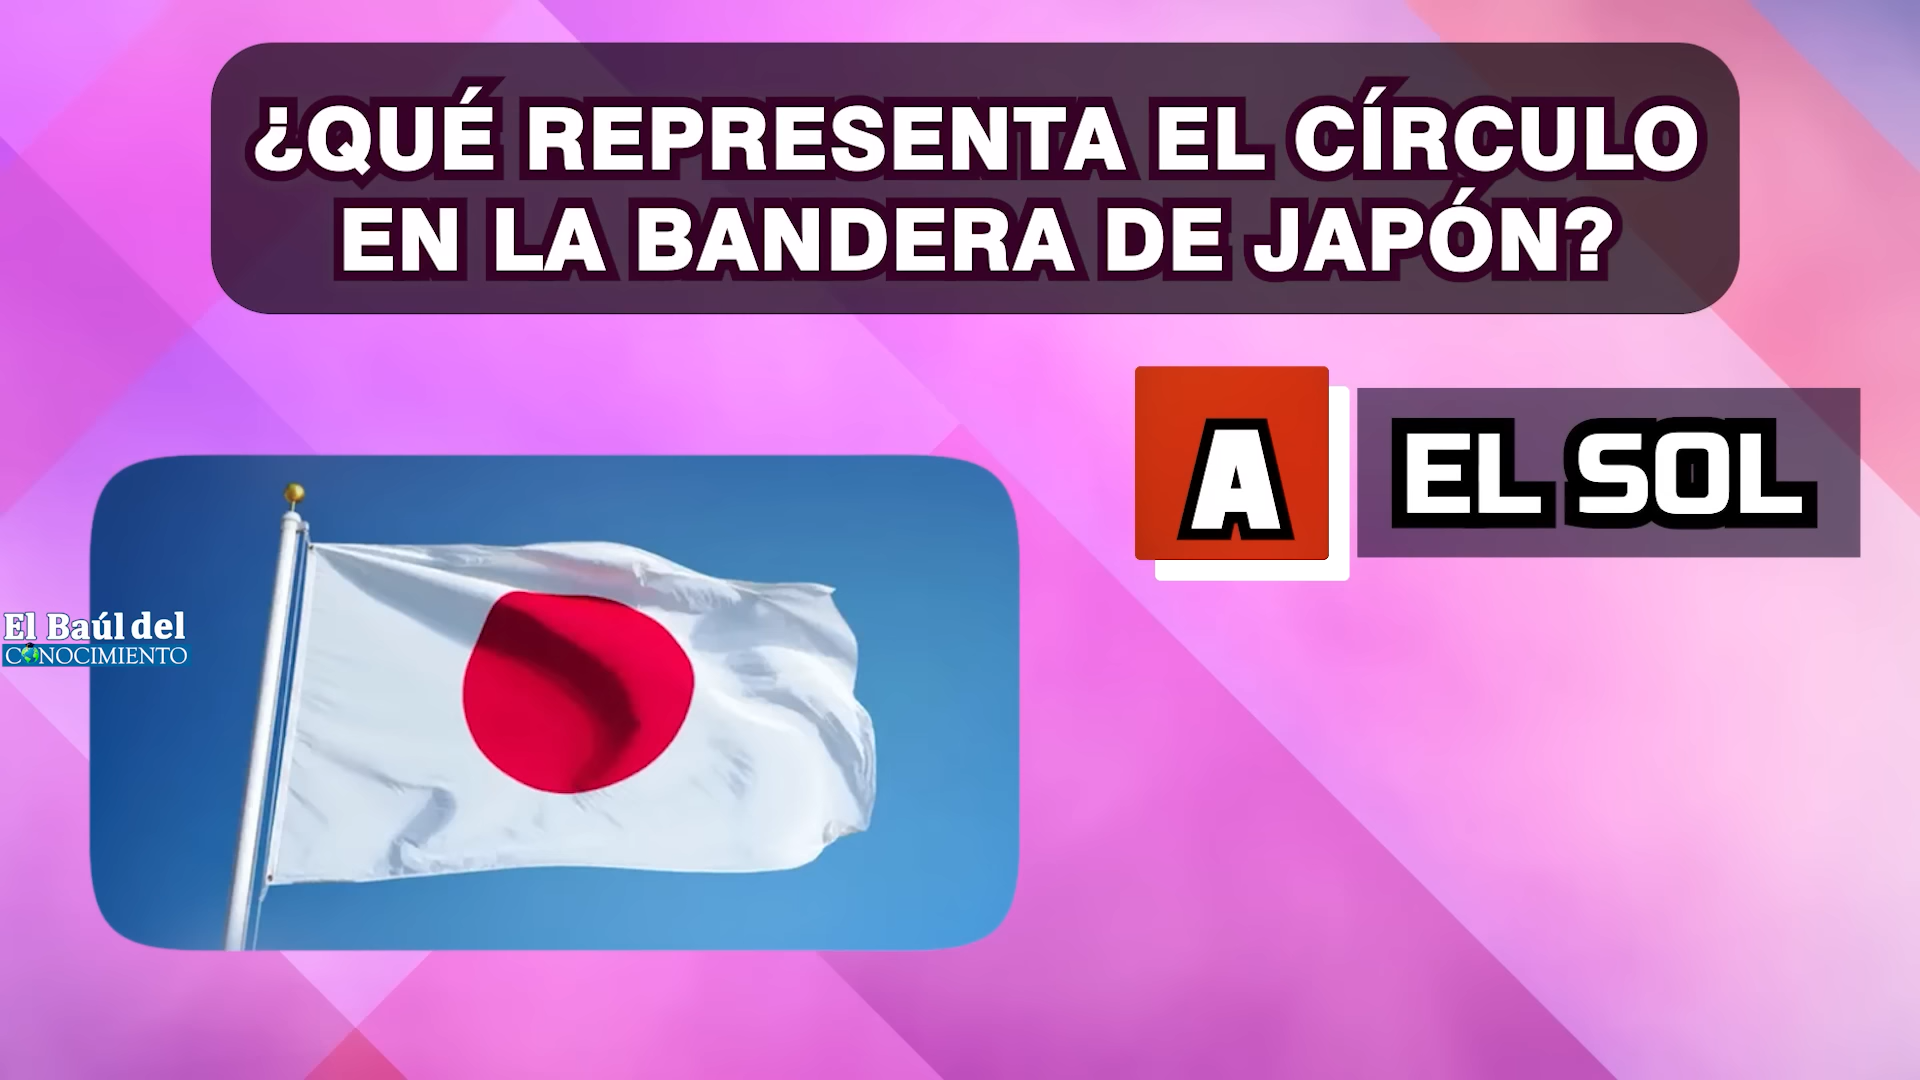 ¿QUÉ REPRESENTA EL CÍRCULO
EN LA BANDERA DE JAPÓN?
A EL SOL
El Baúl del
CONOCIMIENTO